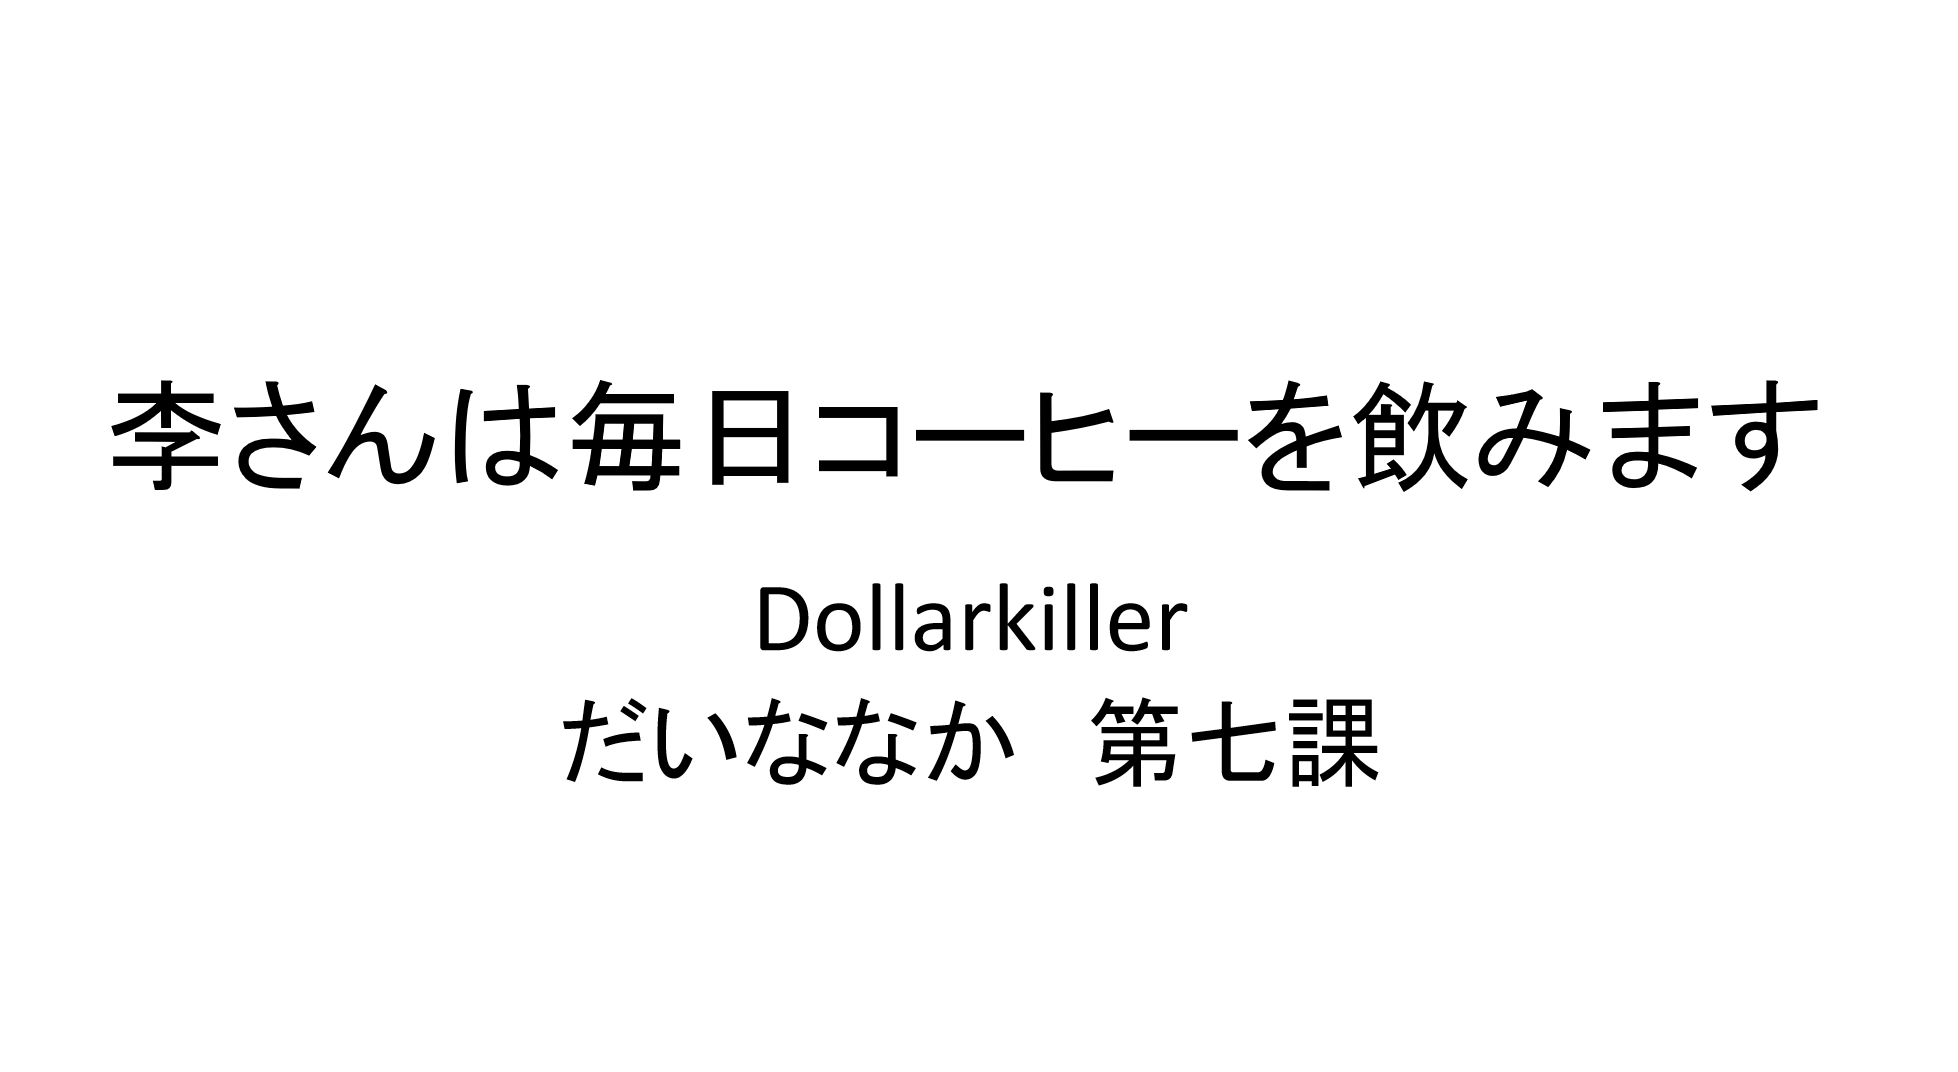 李さんは毎日コーヒーを飲みます
Dollarkiller
だいななか　第七課